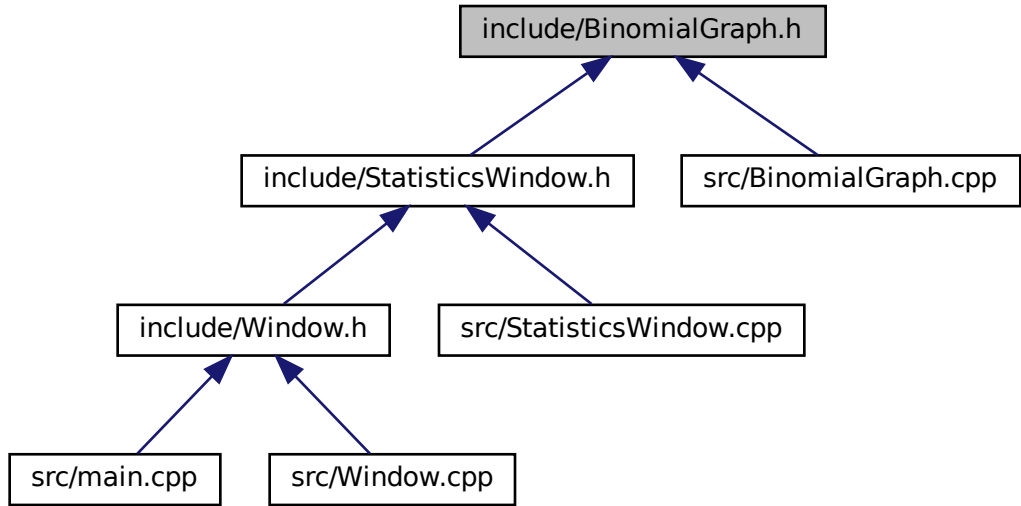 include/BinomialGraph.h
include/StatisticsWindow.h
src/BinomialGraph.cpp
include/Window.h
src/StatisticsWindow.cpp
src/main.cpp
src/Window.cpp